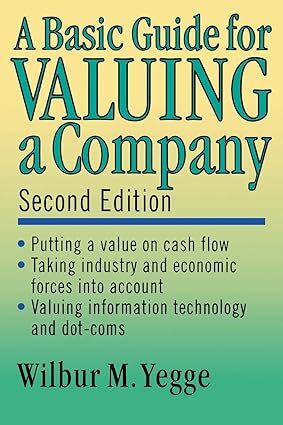 A Basic Guide for
VALUING
a Company
Second Edition
• Putting a value on cash flow
• Taking industry and economic
forces into account
• Valuing information technology
and dot-coms
Wilbur M. Yegge